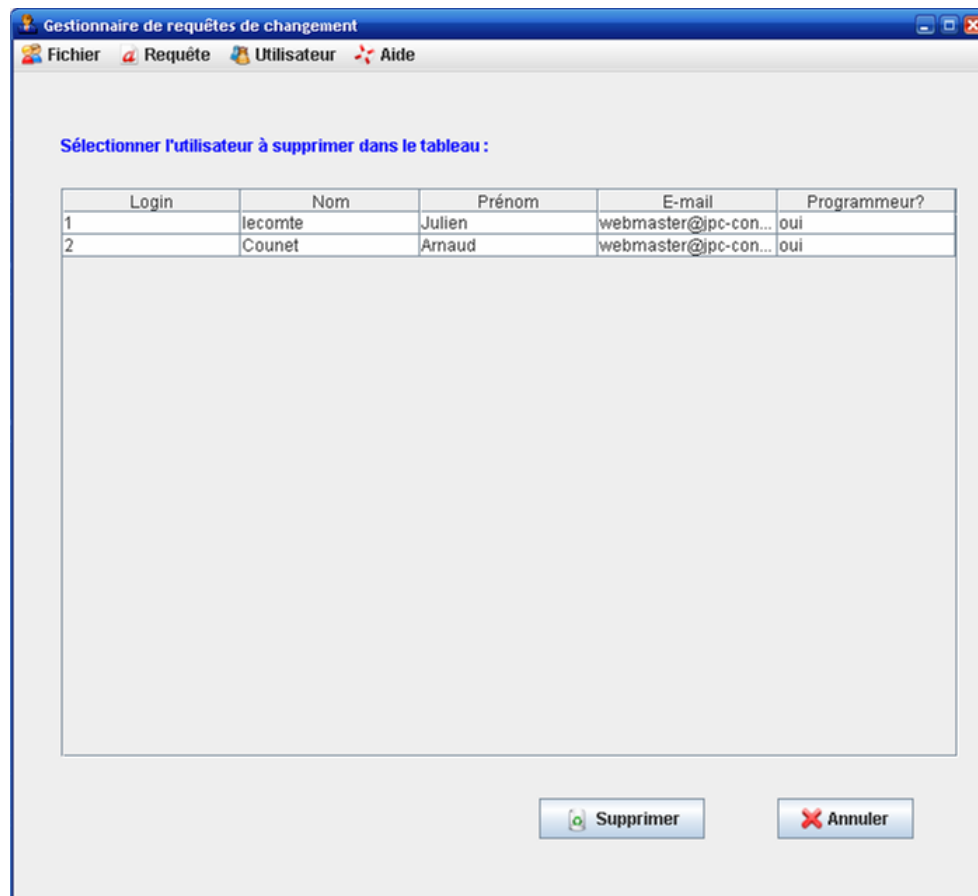 Gestionnaire de requêtes de changement
Fichier Requête Utilisateur Aide
Sélectionner l'utilisateur à supprimer dans le tableau :
Login Nom Prénom E-mail Programmeur?
1 lecomte Julien webmaster@jpc-con... oui
2 Counet Arnaud webmaster@jpc-con... oui
Supprimer Annuler